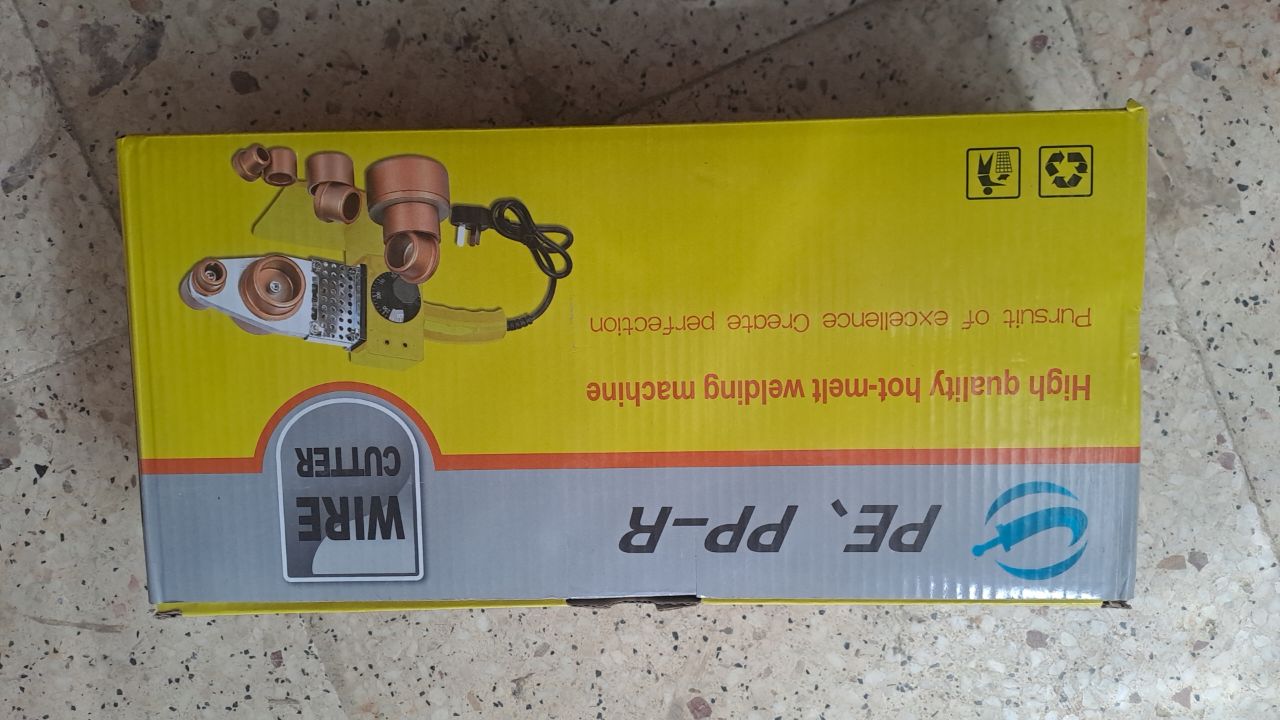 PE、PP-R
WIRE
CUTTER
High quality hot-melt welding machine
Pursuit of excellence Create perfection